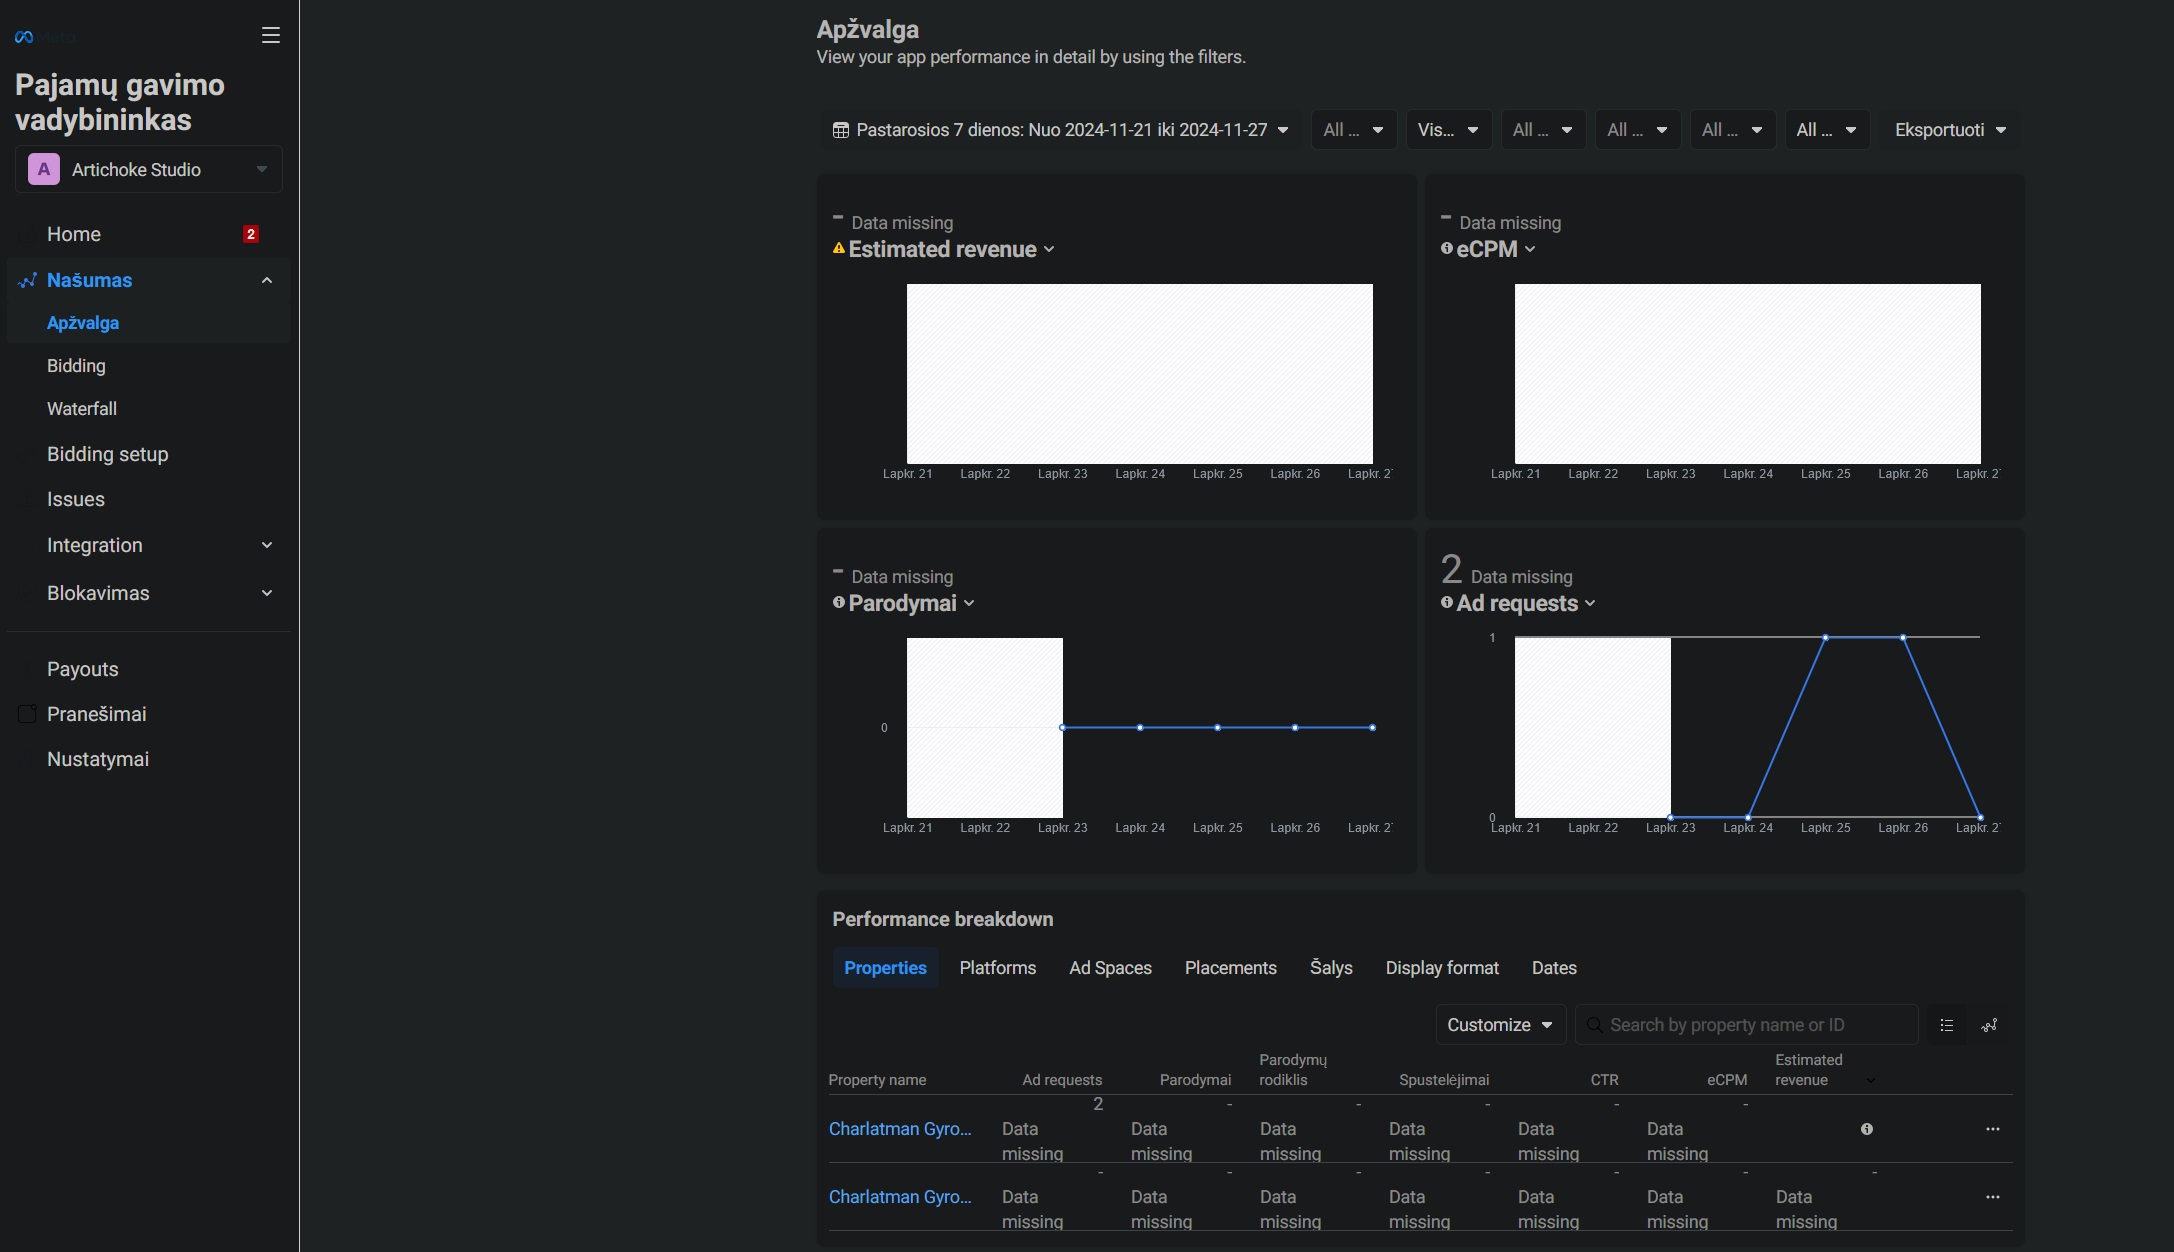 Meta
Pajamų gavimo
vadybininkas
A
Artichoke Studio
Home
2
Našumas
Apžvalga
Bidding
Waterfall
Bidding setup
Issues
Integration
Blokavimas
Payouts
Pranešimai
Nustatymai
Apžvalga
View your app performance in detail by using the filters.
Pastarosios 7 dienos: Nuo 2024-11-21 iki 2024-11-27
All ...
Vis...
All ...
All ...
All ...
All ...
Eksportuoti
- Data missing
Estimated revenue
Lapkr. 21 Lapkr. 22 Lapkr. 23 Lapkr. 24 Lapkr. 25 Lapkr. 26 Lapkr. 2
- Data missing
eCPM
Lapkr. 21 Lapkr. 22 Lapkr. 23 Lapkr. 24 Lapkr. 25 Lapkr. 26 Lapkr. 2
- Data missing
Parodymai
0
Lapkr. 21 Lapkr. 22 Lapkr. 23 Lapkr. 24 Lapkr. 25 Lapkr. 26 Lapkr. 2
2 Data missing
Ad requests
1
0
Lapkr. 21 Lapkr. 22 Lapkr. 23 Lapkr. 24 Lapkr. 25 Lapkr. 26 Lapkr. 2
Performance breakdown
Properties Platforms Ad Spaces Placements Šalys Display format Dates
Customize
Search by property name or ID
Property name Ad requests Parodymai Parodymų rodiklis Spustelėjimai CTR eCPM Estimated revenue
2 - - - - -
Charlatman Gyro... Data missing Data missing Data missing Data missing Data missing Data missing
- - - - - - -
Charlatman Gyro... Data missing Data missing Data missing Data missing Data missing Data missing Data missing